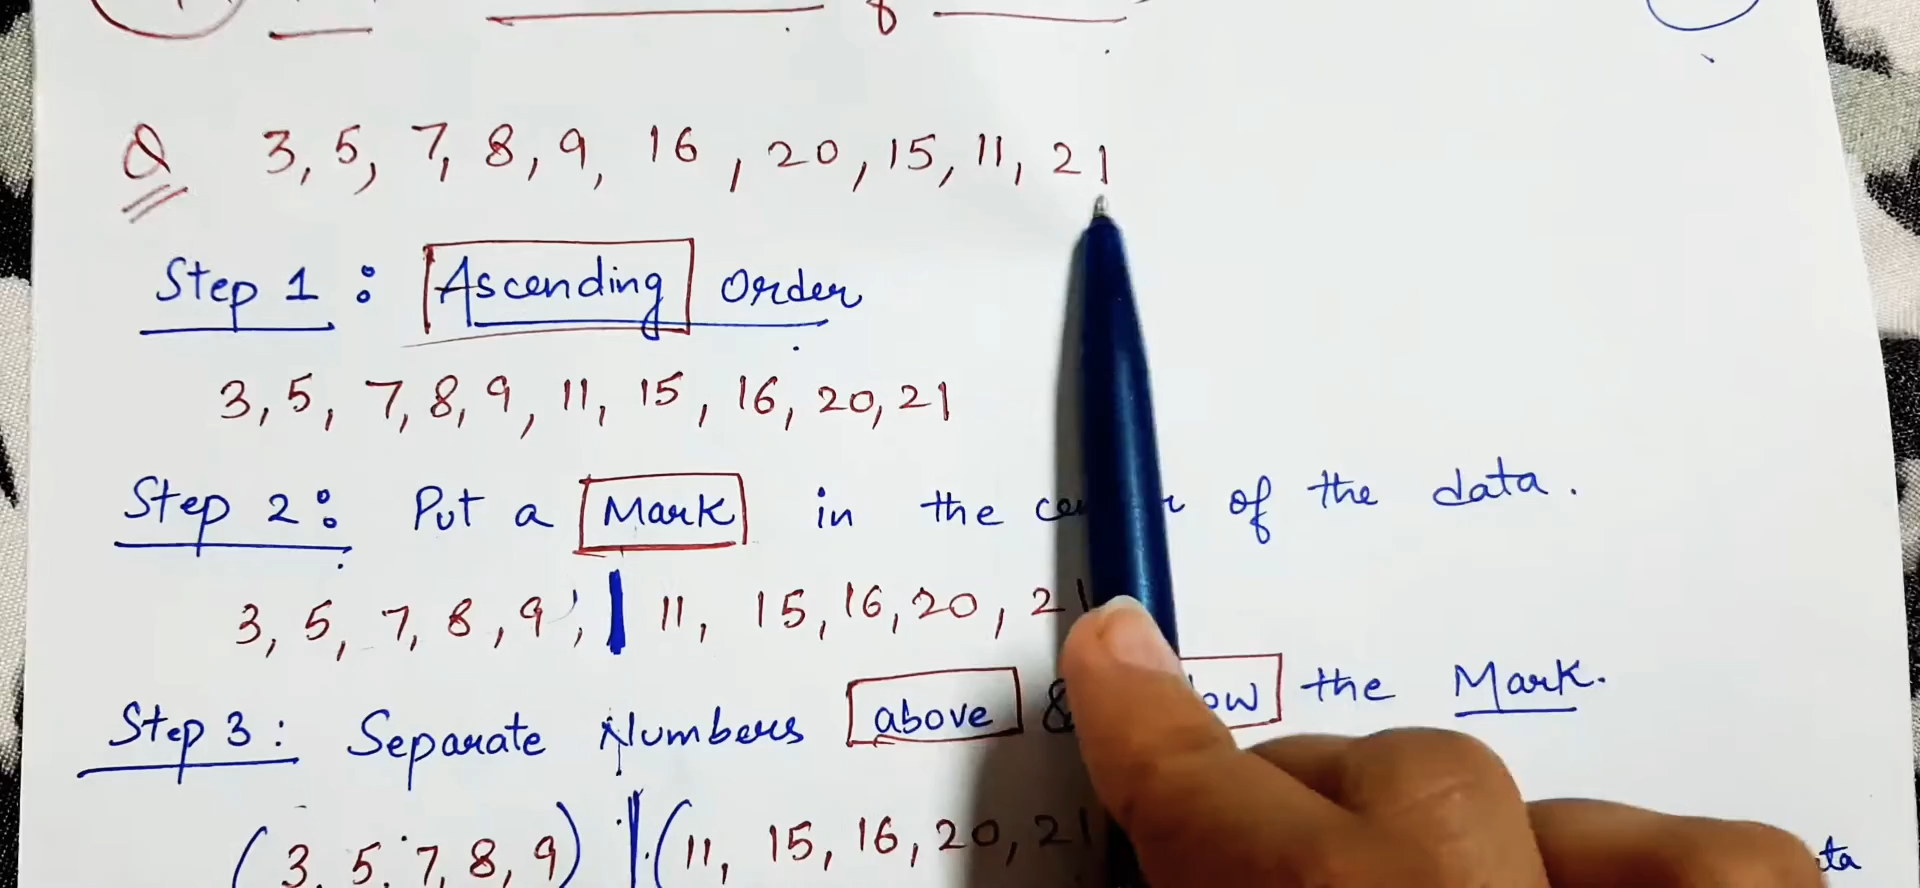 Q 3, 5, 7, 8, 9, 16, 20, 15, 11, 21
Step 1: Ascending Order
3, 5, 7, 8, 9, 11, 15, 16, 20, 21
Step 2: Put a Mark in the of the data.
3, 5, 7, 8, 9, | 11, 15, 16, 20, 21
Step 3: Separate Numbers above & the Mark.
(3, 5, 7, 8, 9) | (11, 15, 16, 20, 21